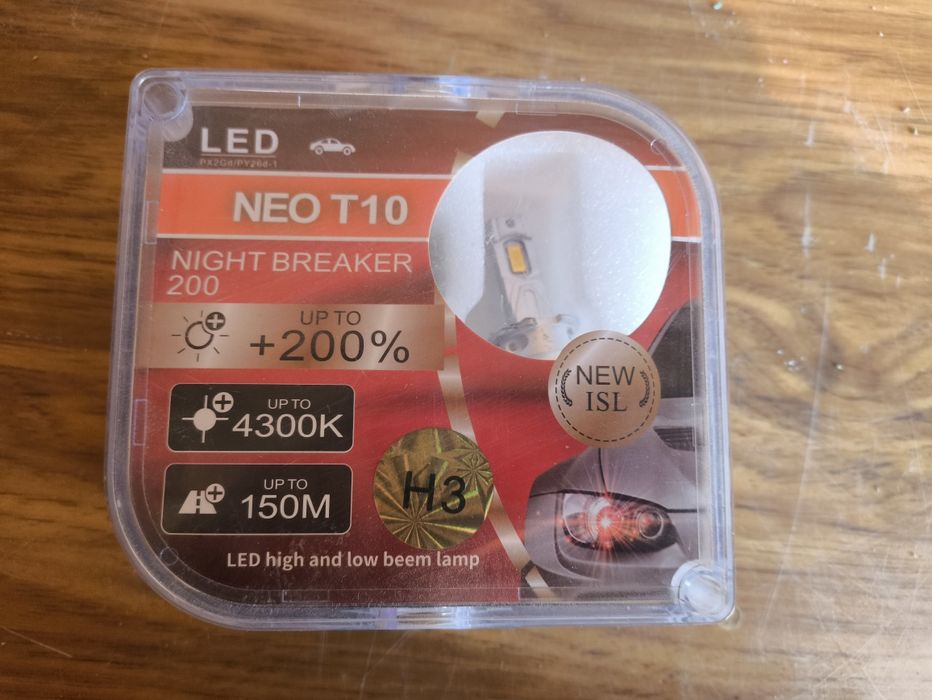 LED
PX26d/PY26d-1
NEO T10
NIGHT BREAKER
200
UP TO
+200%
UP TO
4300K
UP TO
150M
H3
NEW
ISL
LED high and low beem lamp